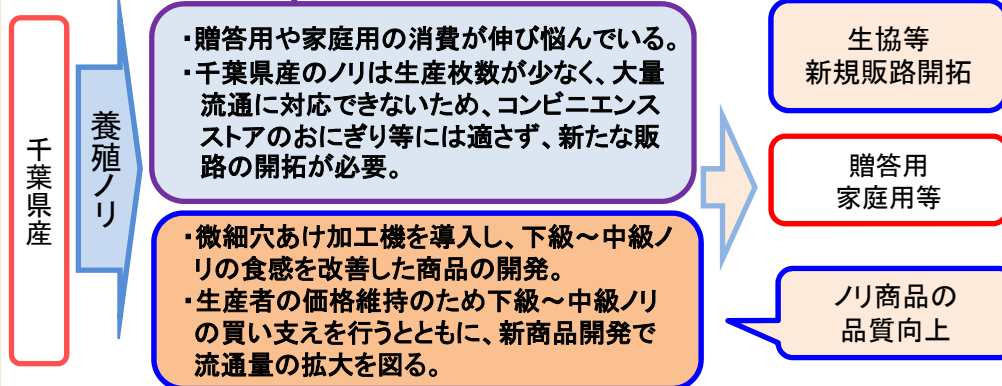 千葉県産
養殖ノリ
・贈答用や家庭用の消費が伸び悩んでいる。
・千葉県産のノリは生産枚数が少なく、大量
流通に対応できないため、コンビニエンス
ストアのおにぎり等には適さず、新たな販
路の開拓が必要。
・微細穴あけ加工機を導入し、下級～中級ノ
リの食感を改善した商品の開発。
・生産者の価格維持のため下級～中級ノリ
の買い支えを行うとともに、新商品開発で
流通量の拡大を図る。
生協等
新規販路開拓
贈答用
家庭用等
ノリ商品の
品質向上